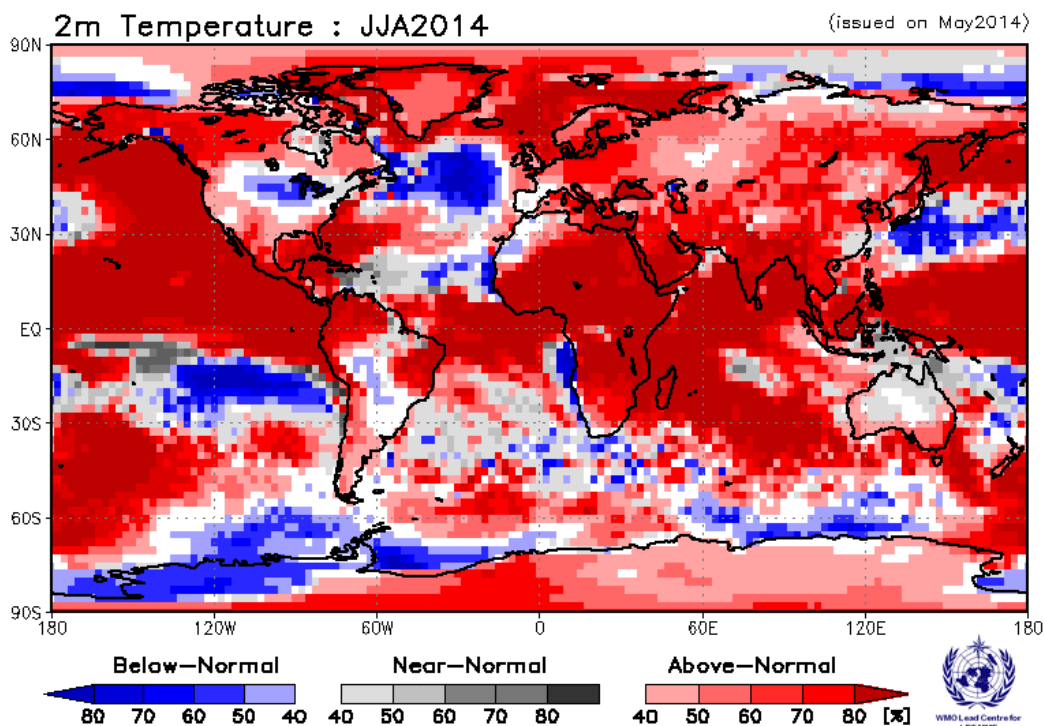 2m Temperature : JJA2014
(issued on May2014)
90N
60N
30N
EQ
30S
60S
90S
180 120W 60W 0 60E 120E 180
Below−Normal Near−Normal Above−Normal
80 70 60 50 40 40 50 60 70 80 40 50 60 70 80 [%]
WMO Lead Centre for